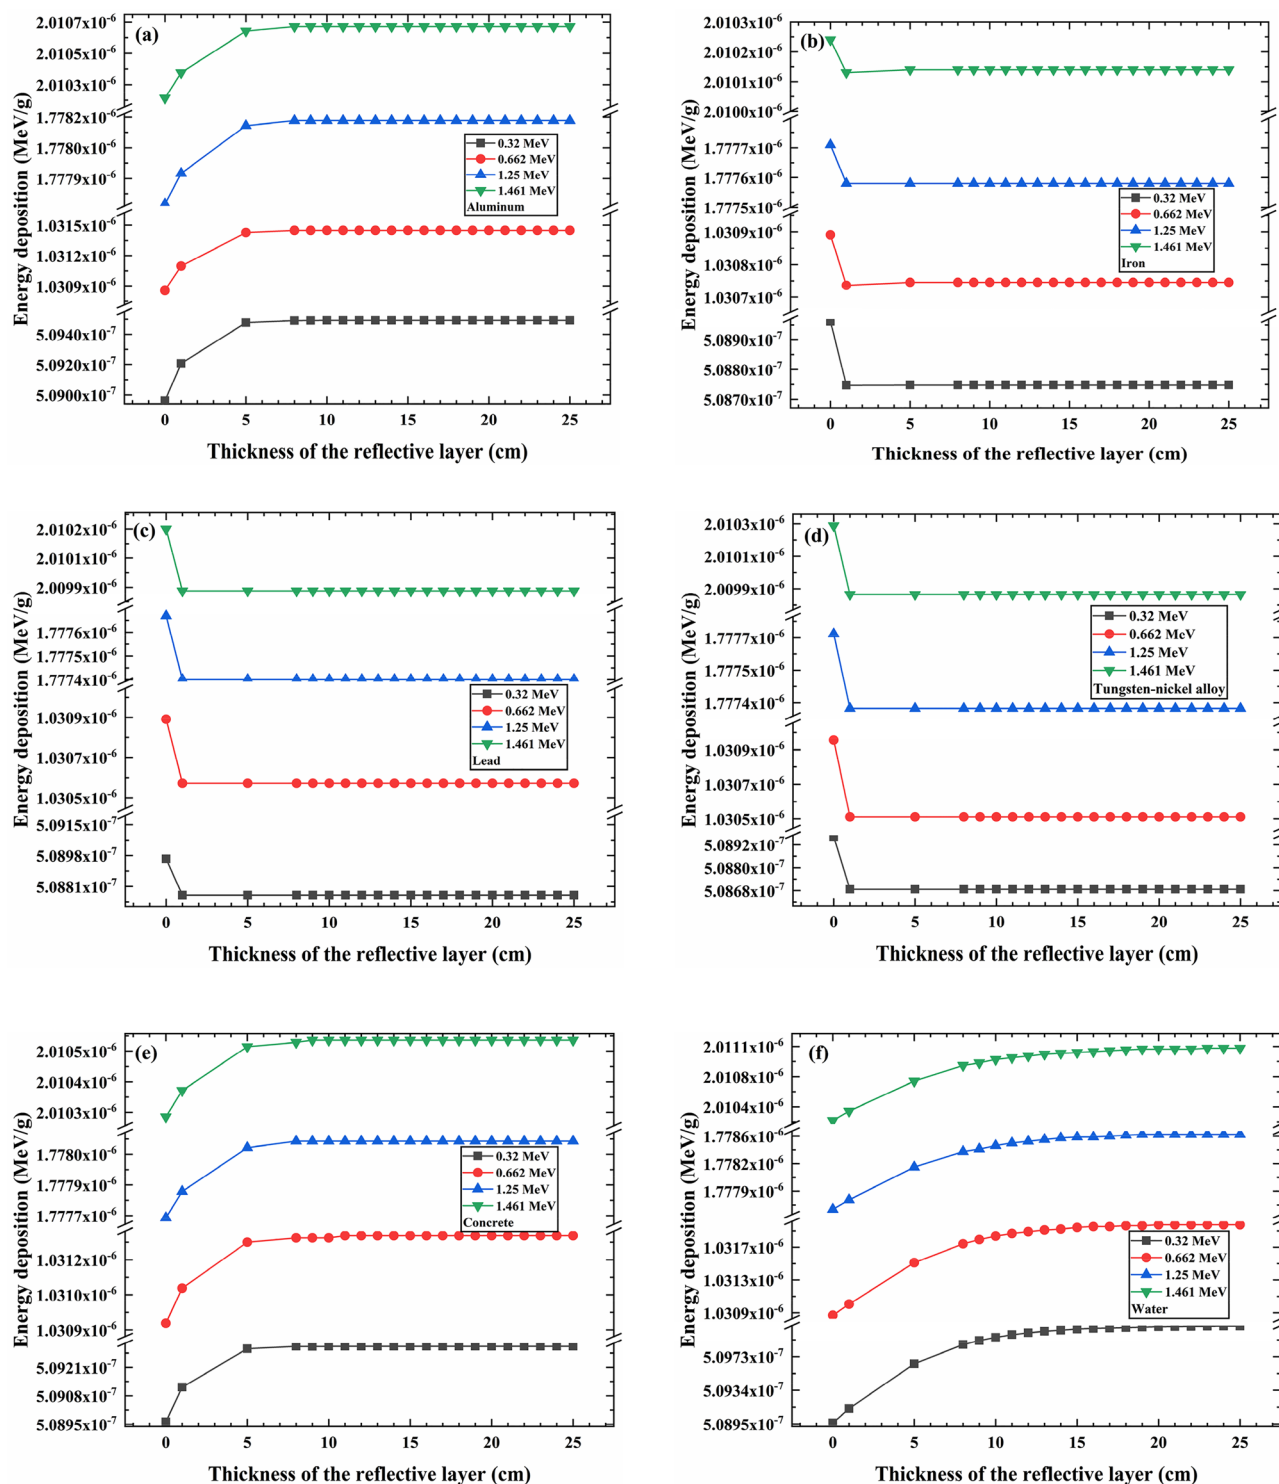 (a)
Energy deposition (MeV/g)
2.0107x10⁻⁶
2.0105x10⁻⁶
2.0103x10⁻⁶
1.7782x10⁻⁶
1.7780x10⁻⁶
1.7779x10⁻⁶
1.0315x10⁻⁶
1.0312x10⁻⁶
1.0309x10⁻⁶
5.0940x10⁻⁷
5.0920x10⁻⁷
5.0900x10⁻⁷
0.32 MeV
0.662 MeV
1.25 MeV
1.461 MeV
Aluminum
0 5 10 15 20 25
Thickness of the reflective layer (cm)
(b)
Energy deposition (MeV/g)
2.0103x10⁻⁶
2.0102x10⁻⁶
2.0101x10⁻⁶
2.0100x10⁻⁶
1.7777x10⁻⁶
1.7776x10⁻⁶
1.7775x10⁻⁶
1.0309x10⁻⁶
1.0308x10⁻⁶
1.0307x10⁻⁶
5.0890x10⁻⁷
5.0880x10⁻⁷
5.0870x10⁻⁷
0.32 MeV
0.662 MeV
1.25 MeV
1.461 MeV
Iron
0 5 10 15 20 25
Thickness of the reflective layer (cm)
(c)
Energy deposition (MeV/g)
2.0102x10⁻⁶
2.0101x10⁻⁶
2.0099x10⁻⁶
1.7776x10⁻⁶
1.7775x10⁻⁶
1.7774x10⁻⁶
1.0309x10⁻⁶
1.0307x10⁻⁶
1.0305x10⁻⁶
5.0915x10⁻⁷
5.0898x10⁻⁷
5.0881x10⁻⁷
0.32 MeV
0.662 MeV
1.25 MeV
1.461 MeV
Lead
0 5 10 15 20 25
Thickness of the reflective layer (cm)
(d)
Energy deposition (MeV/g)
2.0103x10⁻⁶
2.0101x10⁻⁶
2.0099x10⁻⁶
1.7777x10⁻⁶
1.7775x10⁻⁶
1.7774x10⁻⁶
1.0309x10⁻⁶
1.0307x10⁻⁶
1.0305x10⁻⁶
5.0892x10⁻⁷
5.0880x10⁻⁷
5.0868x10⁻⁷
0.32 MeV
0.662 MeV
1.25 MeV
1.461 MeV
Tungsten-nickel alloy
0 5 10 15 20 25
Thickness of the reflective layer (cm)
(e)
Energy deposition (MeV/g)
2.0105x10⁻⁶
2.0104x10⁻⁶
2.0103x10⁻⁶
1.7780x10⁻⁶
1.7779x10⁻⁶
1.7777x10⁻⁶
1.0312x10⁻⁶
1.0310x10⁻⁶
1.0309x10⁻⁶
5.0921x10⁻⁷
5.0908x10⁻⁷
5.0895x10⁻⁷
0.32 MeV
0.662 MeV
1.25 MeV
1.461 MeV
Concrete
0 5 10 15 20 25
Thickness of the reflective layer (cm)
(f)
Energy deposition (MeV/g)
2.0111x10⁻⁶
2.0108x10⁻⁶
2.0104x10⁻⁶
1.7786x10⁻⁶
1.7782x10⁻⁶
1.7779x10⁻⁶
1.0317x10⁻⁶
1.0313x10⁻⁶
1.0309x10⁻⁶
5.0973x10⁻⁷
5.0934x10⁻⁷
5.0895x10⁻⁷
0.32 MeV
0.662 MeV
1.25 MeV
1.461 MeV
Water
0 5 10 15 20 25
Thickness of the reflective layer (cm)